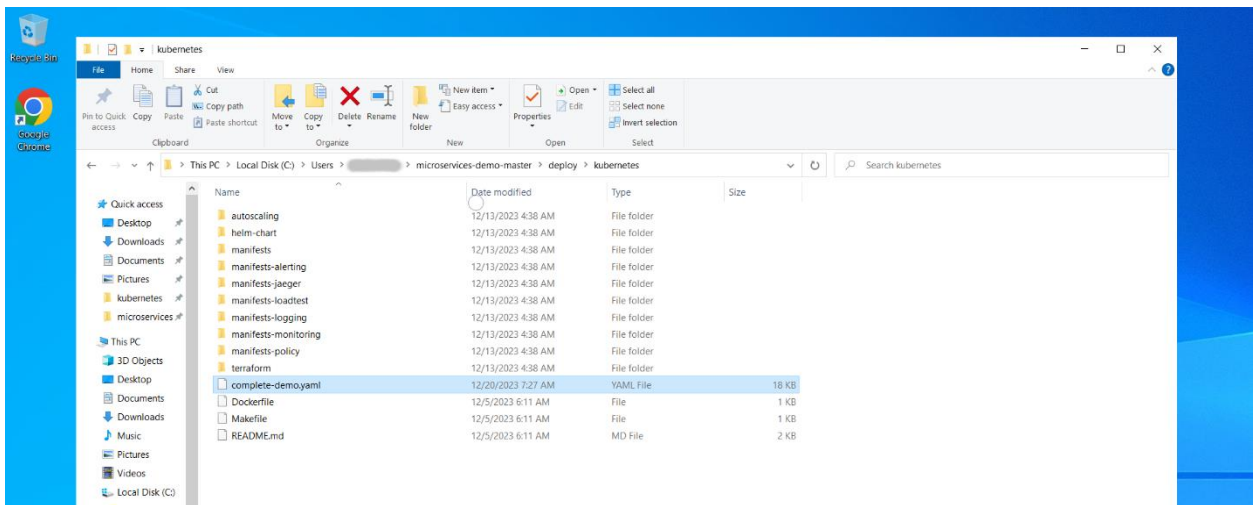 Recycle Bin
Google
Chrome
kubernetes
File Home Share View
Pin to Quick
access
Copy
Paste
Cut
Copy path
Paste shortcut
Clipboard
Move
to
Copy
to
Delete
Rename
Organize
New
folder
New item
Easy access
New
Properties
Open
Edit
Open
Select all
Select none
Invert selection
Select
This PC > Local Disk (C:) > Users > > microservices-demo-master > deploy > kubernetes
Search kubernetes
Quick access
Desktop
Downloads
Documents
Pictures
kubernetes
microservices
This PC
3D Objects
Desktop
Documents
Downloads
Music
Pictures
Videos
Local Disk (C:)
Name Date modified Type Size
autoscaling 12/13/2023 4:38 AM File folder
helm-chart 12/13/2023 4:38 AM File folder
manifests 12/13/2023 4:38 AM File folder
manifests-alerting 12/13/2023 4:38 AM File folder
manifests-jaeger 12/13/2023 4:38 AM File folder
manifests-loadtest 12/13/2023 4:38 AM File folder
manifests-logging 12/13/2023 4:38 AM File folder
manifests-monitoring 12/13/2023 4:38 AM File folder
manifests-policy 12/13/2023 4:38 AM File folder
terraform 12/13/2023 4:38 AM File folder
complete-demo.yaml 12/20/2023 7:27 AM YAML File 18 KB
Dockerfile 12/5/2023 6:11 AM File 1 KB
Makefile 12/5/2023 6:11 AM File 1 KB
README.md 12/5/2023 6:11 AM MD File 2 KB